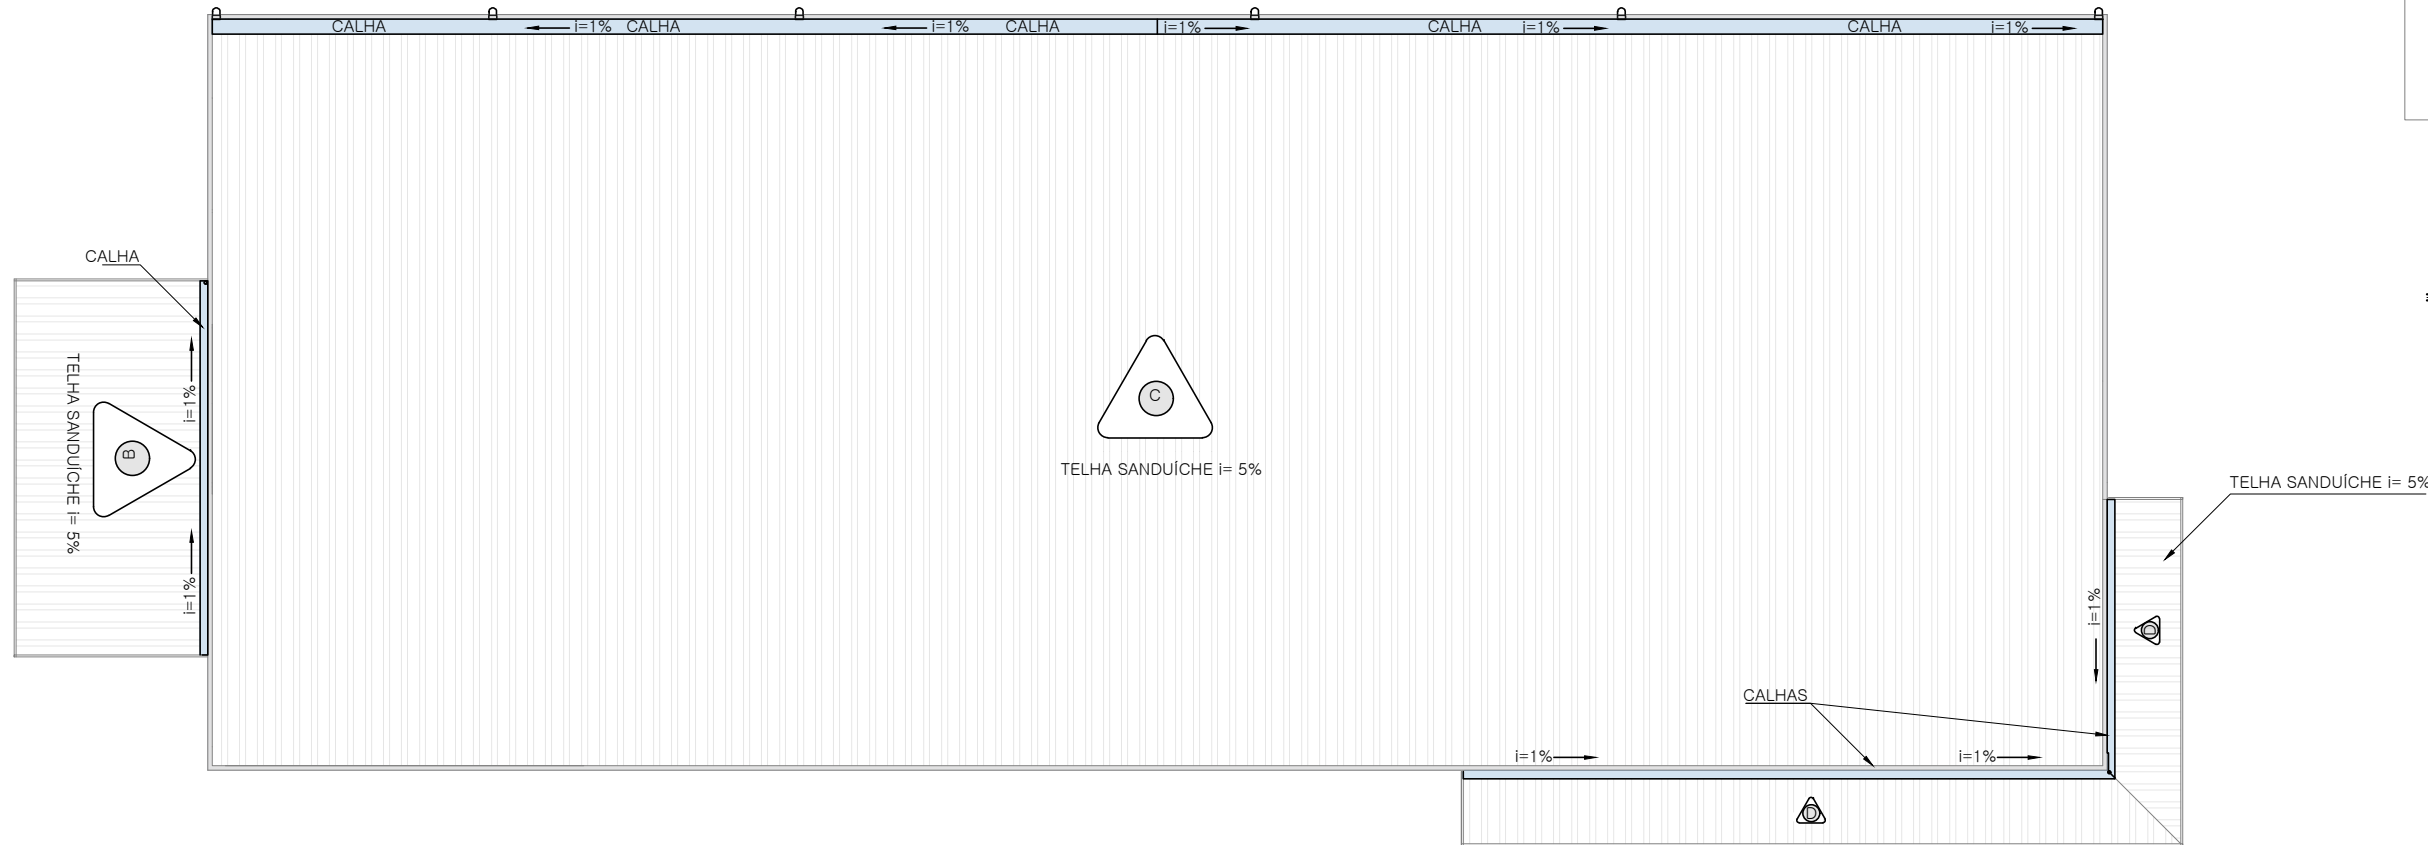 CALHA
i=1%
CALHA
i=1%
CALHA
i=1%
CALHA
i=1%
CALHA
i=1%
CALHA
i=1%
TELHA SANDUÍCHE i= 5%
B
i=1%
C
TELHA SANDUÍCHE i= 5%
TELHA SANDUÍCHE i= 5%
i=1%
D
CALHAS
i=1%
i=1%
D